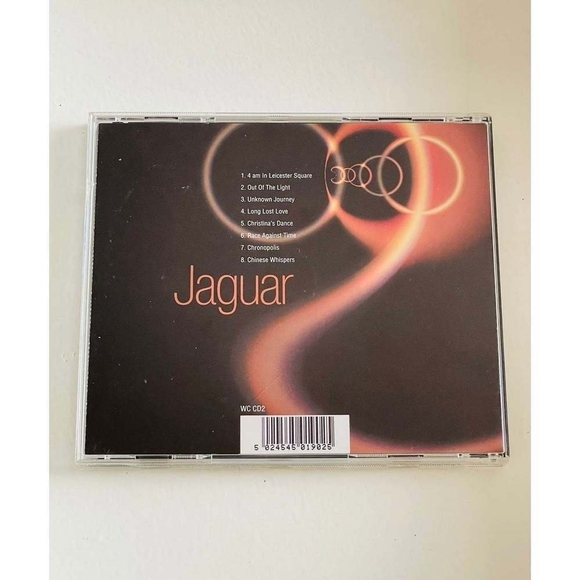 1. 4 am In Leicester Square
2. Out Of The Light
3. Unknown Journey
4. Long Lost Love
5. Christina's Dance
6. Race Against Time
7. Chronopolis
8. Chinese Whispers
Jaguar
WC CD2
5 024545 019025